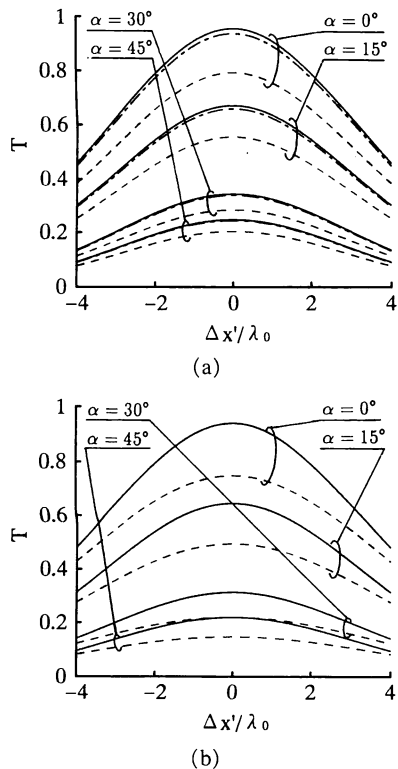 1
α = 30°
α = 0°
α = 45°
α = 15°
0.8
0.6
T
0.4
0.2
0
−4
−2
0
2
4
Δx'/λ₀
(a)
1
α = 30°
α = 0°
α = 45°
α = 15°
0.8
0.6
T
0.4
0.2
0
−4
−2
0
2
4
Δx'/λ₀
(b)